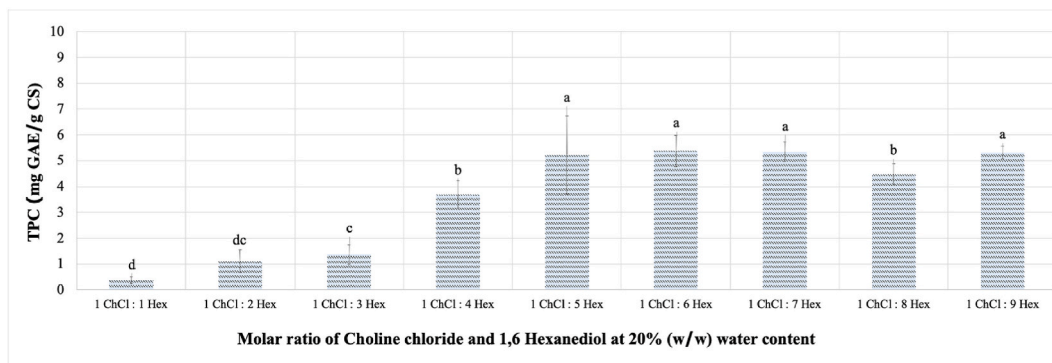 10
9
8
7
6
5
4
3
2
1
0
TPC (mg GAE/g CS)
d
dc
c
b
a
a
a
b
a
1 ChCl : 1 Hex 1 ChCl : 2 Hex 1 ChCl : 3 Hex 1 ChCl : 4 Hex 1 ChCl : 5 Hex 1 ChCl : 6 Hex 1 ChCl : 7 Hex 1 ChCl : 8 Hex 1 ChCl : 9 Hex
Molar ratio of Choline chloride and 1,6 Hexanediol at 20% (w/w) water content